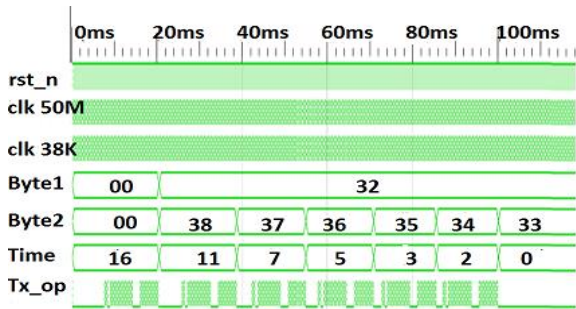 0ms 20ms 40ms 60ms 80ms 100ms
rst_n
clk 50M
clk 38K
Byte1 00 32
Byte2 00 38 37 36 35 34 33
Time 16 11 7 5 3 2 0
Tx_op